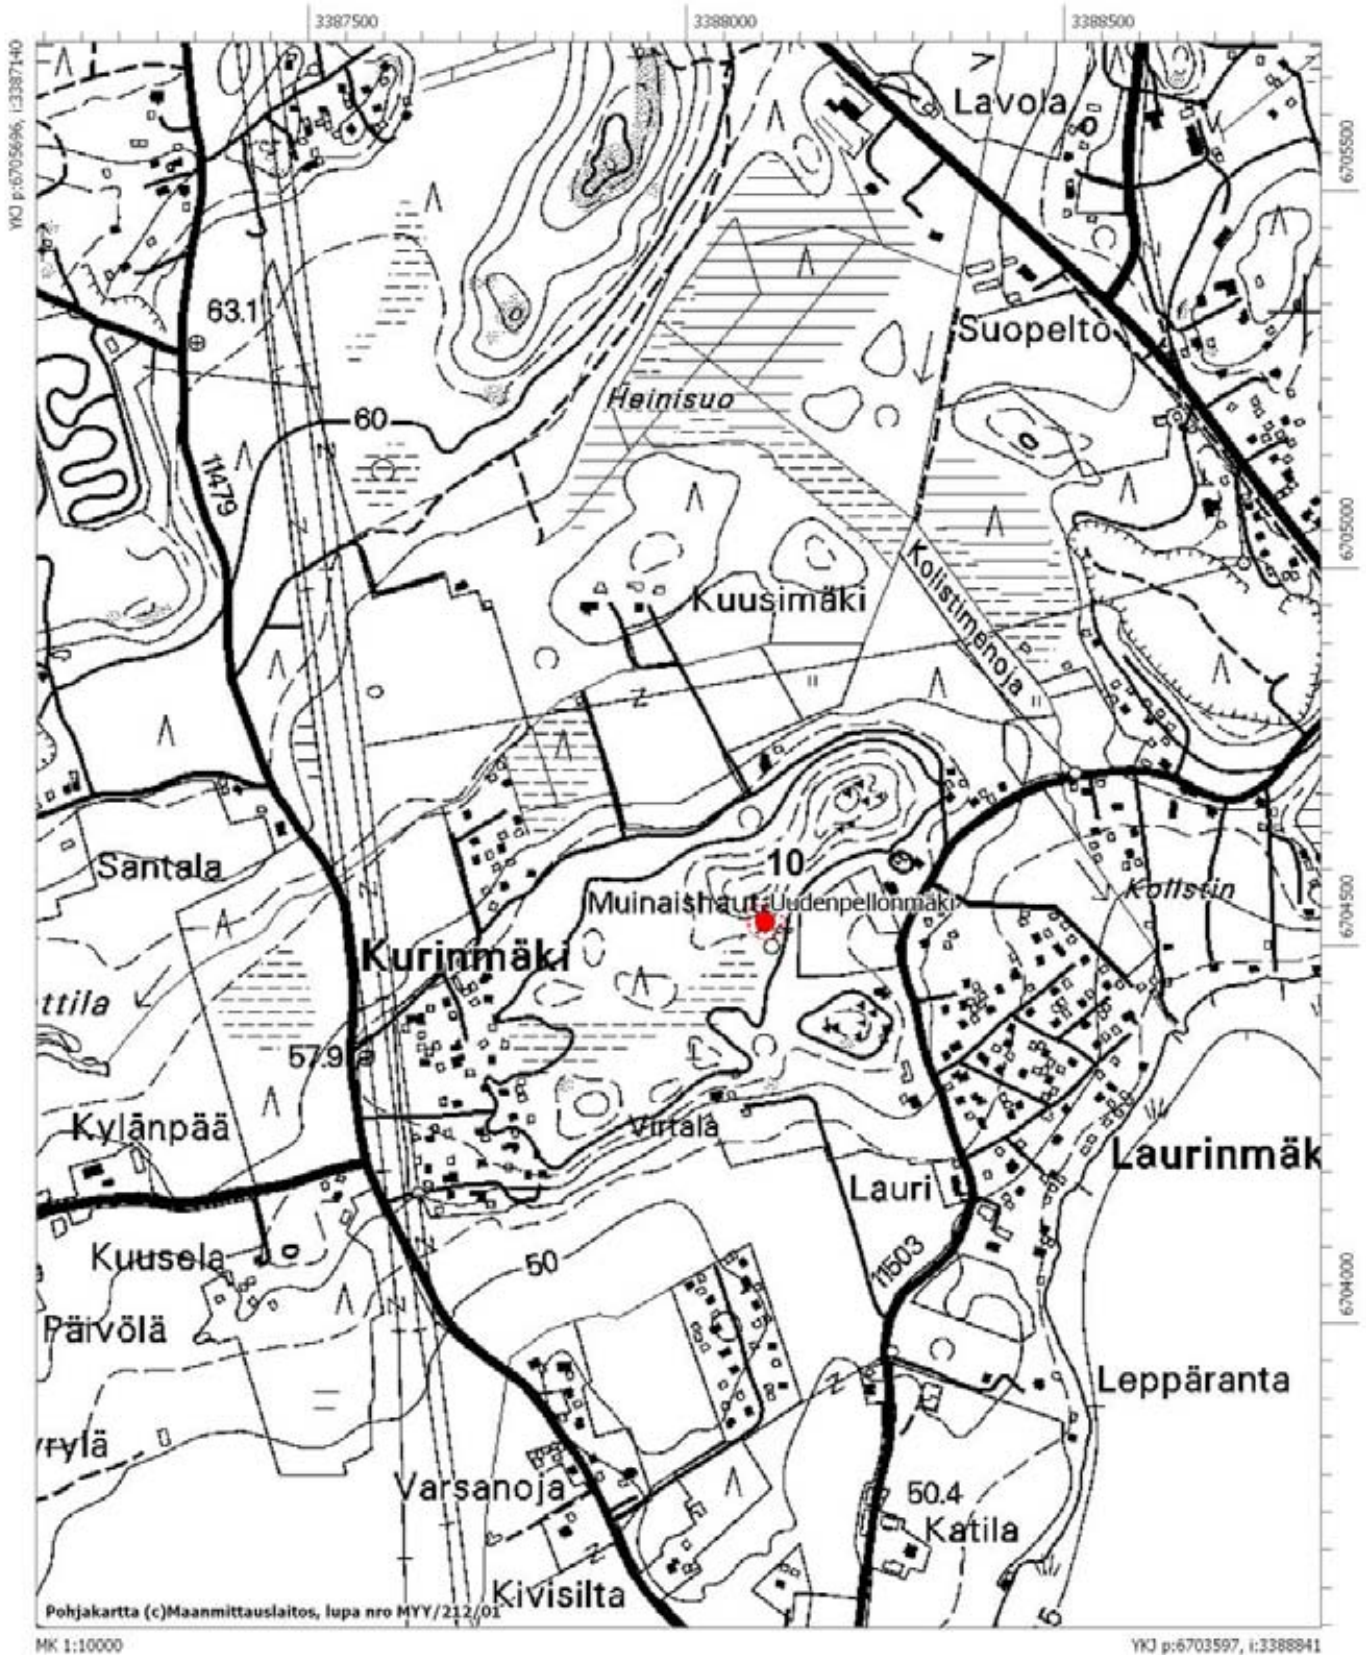 3387500
3388000
3388500
YKJ p:6705696, i:3387140
6705500
Lavola
63.1
Suopelto
Heinisuo
60
11479
6705000
Kuusimäki
Kolistimenoja
Santala
10
Muinaishaut
Uudenpellonmäki
Kolistin
6704500
Kurinmäki
ttila
57.9
Kylänpää
Virtala
Laurinmäk
Lauri
Kuusela
50
11503
6704000
Päivölä
Leppäranta
yrylä
Varsanoja
50.4
Katila
Kivisilta
Pohjakartta (c)Maanmittauslaitos, lupa nro MYY/212/01
MK 1:10000
YKJ p:6703597, i:3388841